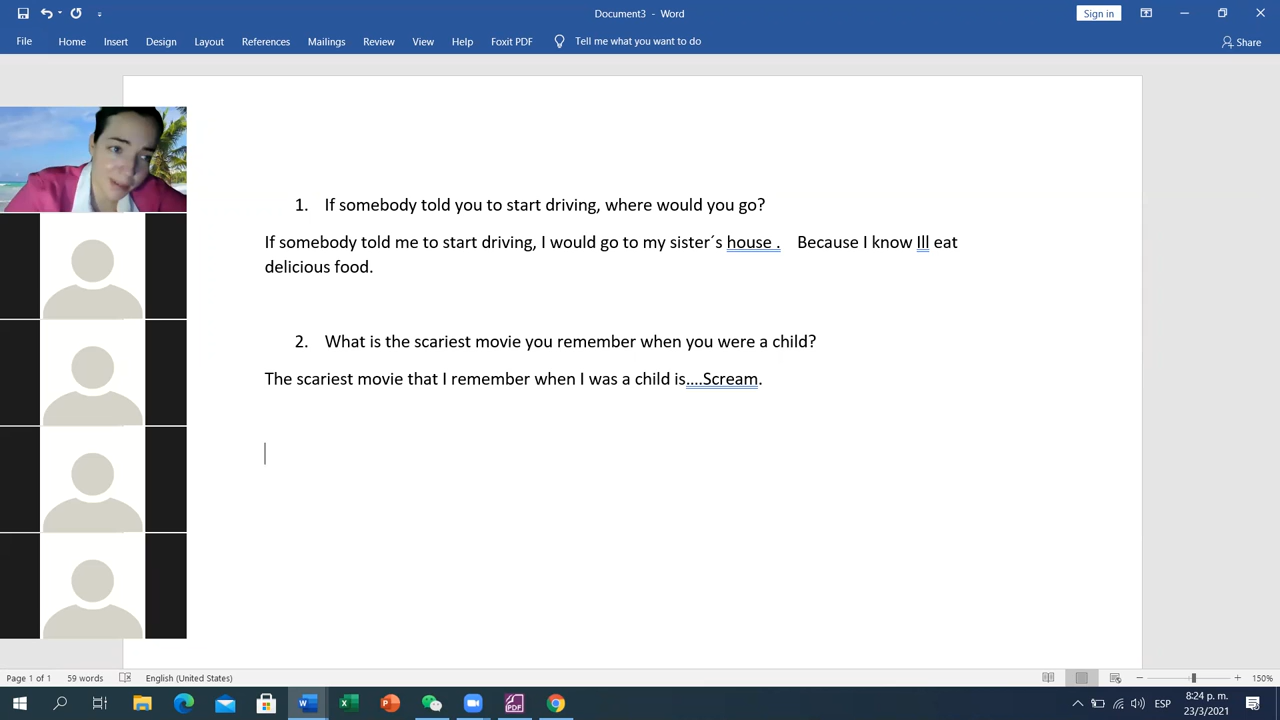 Document3 - Word
Sign in
File Home Insert Design Layout References Mailings Review View Help Foxit PDF Tell me what you want to do
Share
1. If somebody told you to start driving, where would you go?
If somebody told me to start driving, I would go to my sister´s house . Because I know Ill eat
delicious food.
2. What is the scariest movie you remember when you were a child?
The scariest movie that I remember when I was a child is....Scream.
Page 1 of 1 59 words English (United States) 150%
ESP
8:24 p. m.
23/3/2021